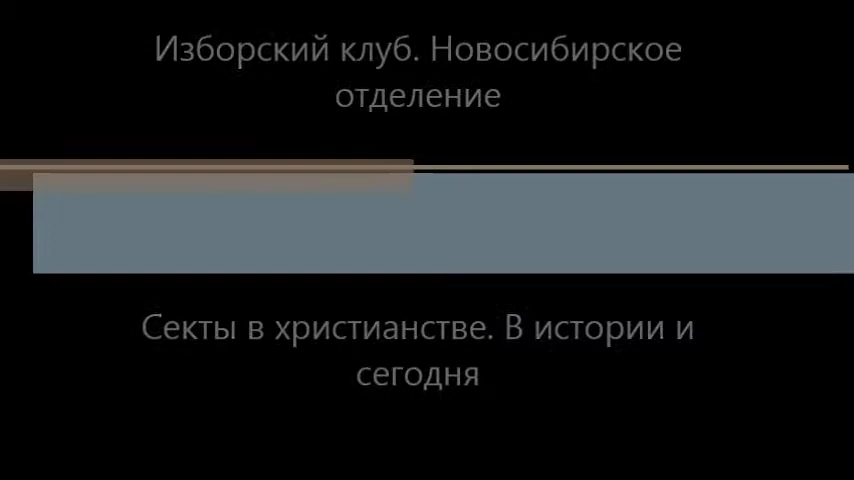 Изборский клуб. Новосибирское
отделение
Секты в христианстве. В истории и
сегодня